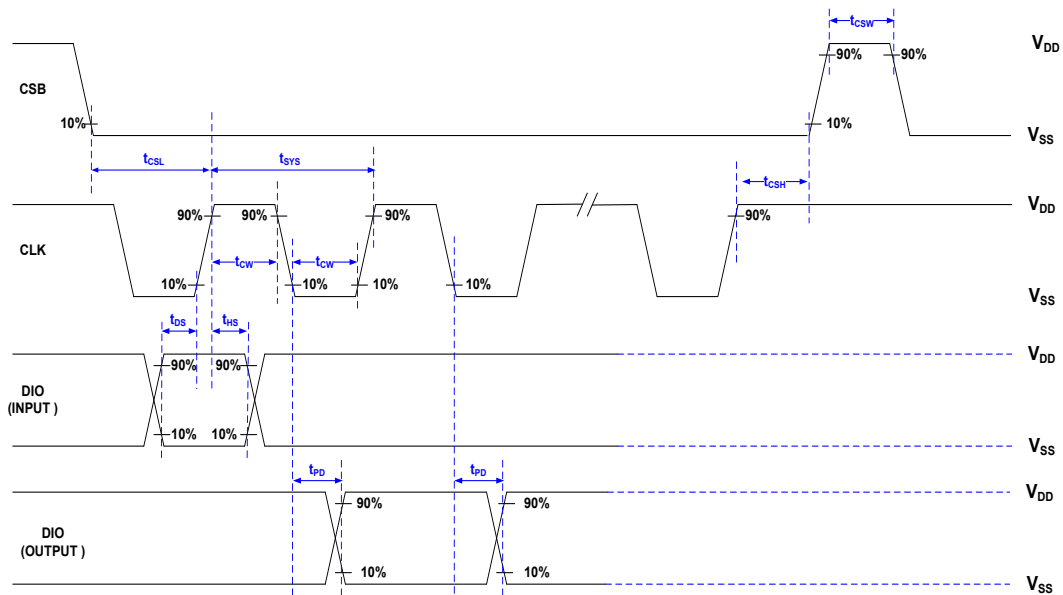 tCSW
VDD
90%
90%
CSB
10%
10%
VSS
tCSL
tSYS
tCSH
VDD
90%
90%
90%
90%
CLK
tCW
tCW
10%
10%
10%
10%
VSS
tDS
tHS
VDD
90%
90%
DIO
(INPUT )
10%
10%
VSS
tPD
tPD
VDD
90%
90%
DIO
(OUTPUT )
10%
10%
VSS